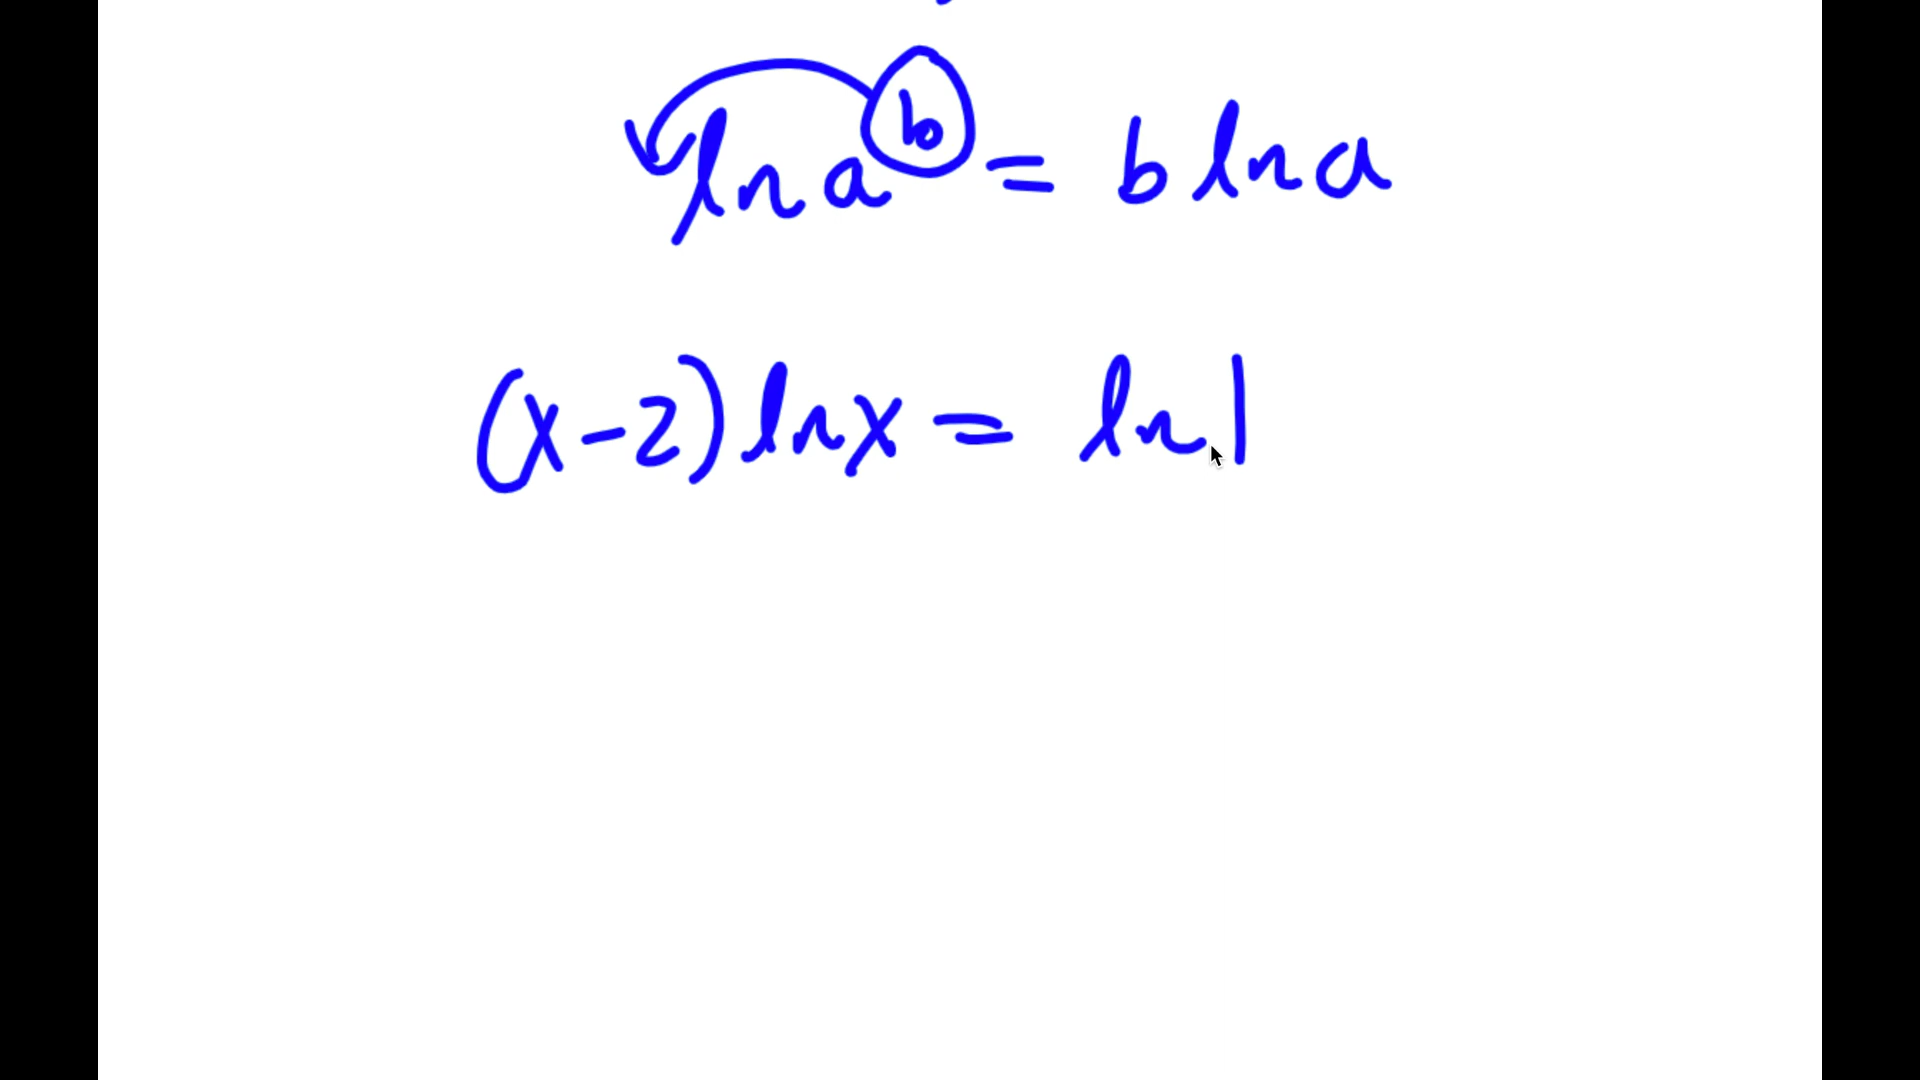 ln a^b = b ln a
(x-2) ln x = ln 1